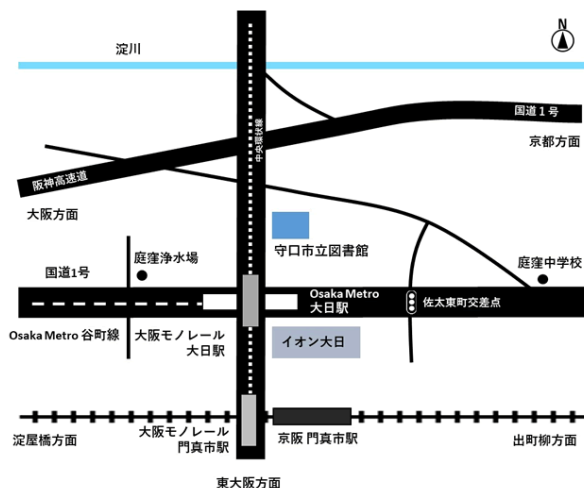 N
淀川
国道１号
京都方面
中央環状線
阪神高速道
大阪方面
守口市立図書館
庭窪浄水場
庭窪中学校
国道1号
Osaka Metro
大日駅
佐太東町交差点
Osaka Metro 谷町線
大阪モノレール
大日駅
イオン大日
淀屋橋方面
大阪モノレール
門真市駅
京阪 門真市駅
出町柳方面
東大阪方面